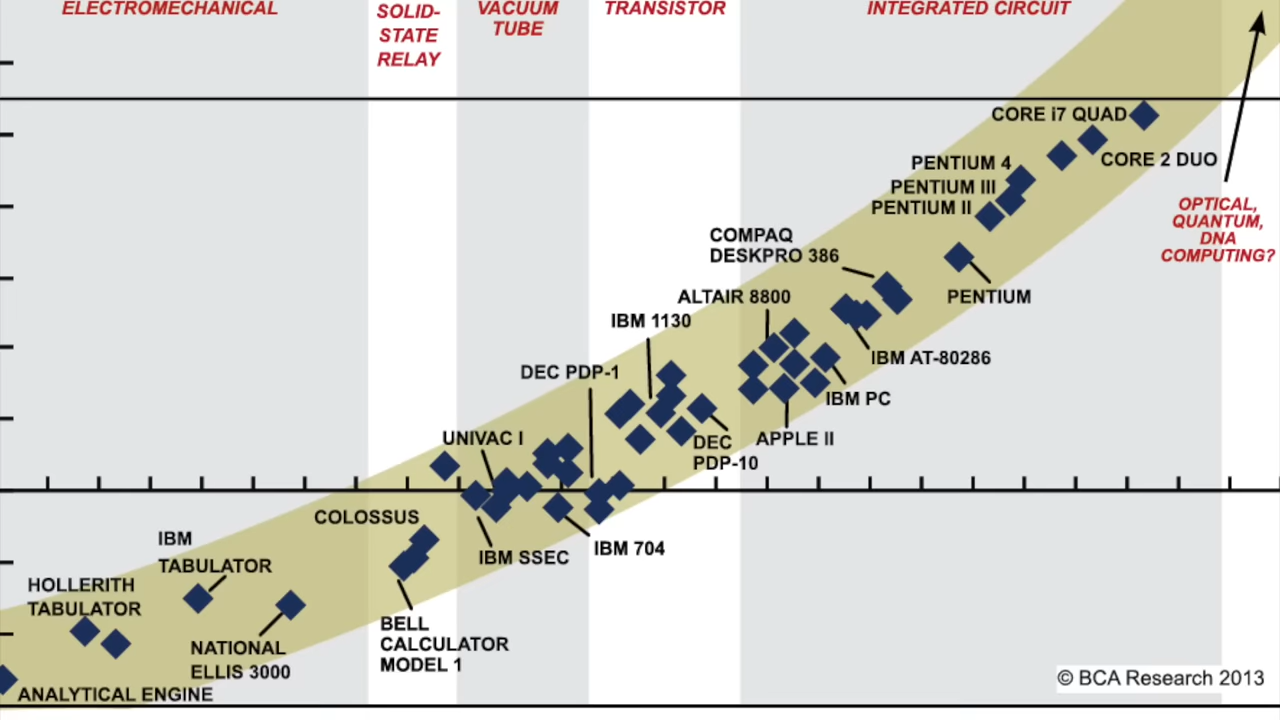 ELECTROMECHANICAL
SOLID-
STATE
RELAY
VACUUM
TUBE
TRANSISTOR
INTEGRATED CIRCUIT
CORE i7 QUAD
CORE 2 DUO
PENTIUM 4
PENTIUM III
PENTIUM II
OPTICAL,
QUANTUM,
DNA
COMPUTING?
COMPAQ
DESKPRO 386
PENTIUM
ALTAIR 8800
IBM 1130
IBM AT-80286
DEC PDP-1
IBM PC
UNIVAC I
DEC
PDP-10
APPLE II
COLOSSUS
IBM
TABULATOR
IBM SSEC
IBM 704
HOLLERITH
TABULATOR
NATIONAL
ELLIS 3000
BELL
CALCULATOR
MODEL 1
ANALYTICAL ENGINE
© BCA Research 2013